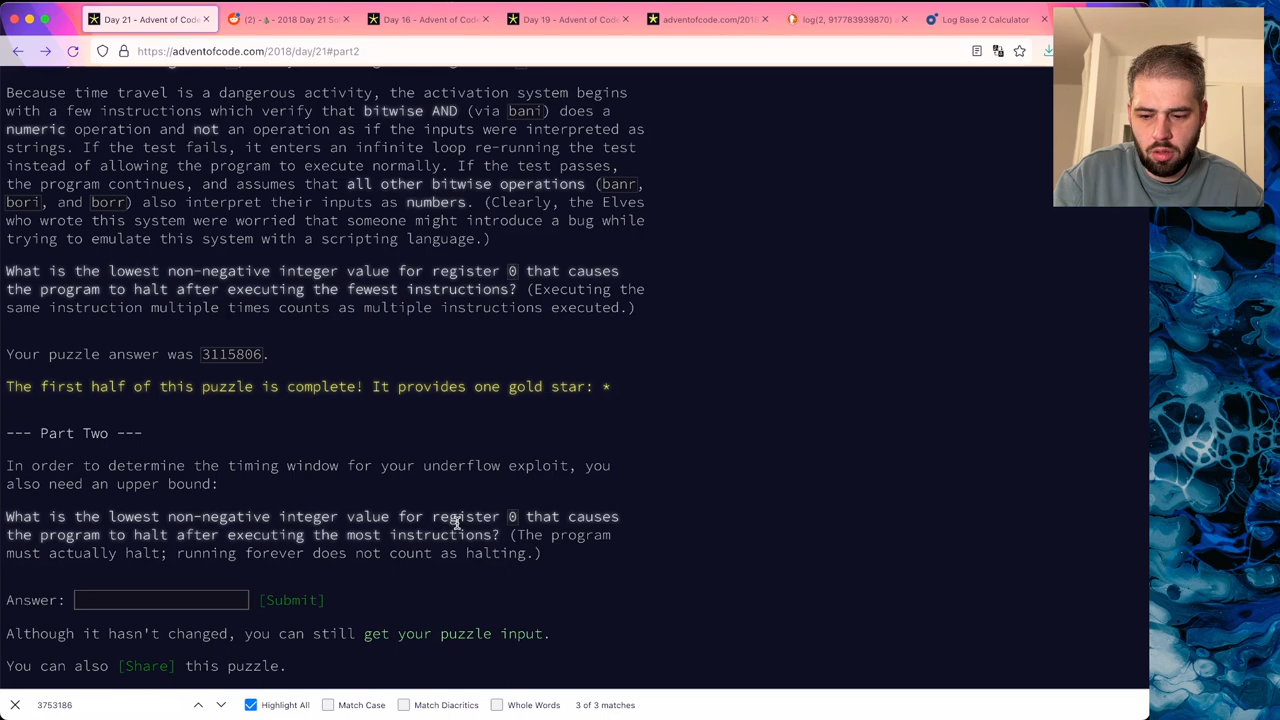 Day 21 - Advent of Code
(2) -🎄- 2018 Day 21 So
Day 16 - Advent of Code
Day 19 - Advent of Code
adventofcode.com/201
log(2, 917783939870)
Log Base 2 Calculator
https://adventofcode.com/2018/day/21#part2
Because time travel is a dangerous activity, the activation system begins
with a few instructions which verify that bitwise AND (via bani) does a
numeric operation and not an operation as if the inputs were interpreted as
strings. If the test fails, it enters an infinite loop re-running the test
instead of allowing the program to execute normally. If the test passes,
the program continues, and assumes that all other bitwise operations (banr,
bori, and borr) also interpret their inputs as numbers. (Clearly, the Elves
who wrote this system were worried that someone might introduce a bug while
trying to emulate this system with a scripting language.)
What is the lowest non-negative integer value for register 0 that causes
the program to halt after executing the fewest instructions? (Executing the
same instruction multiple times counts as multiple instructions executed.)
Your puzzle answer was 3115806.
The first half of this puzzle is complete! It provides one gold star: *
--- Part Two ---
In order to determine the timing window for your underflow exploit, you
also need an upper bound:
What is the lowest non-negative integer value for register 0 that causes
the program to halt after executing the most instructions? (The program
must actually halt; running forever does not count as halting.)
Answer: [Submit]
Although it hasn't changed, you can still get your puzzle input.
You can also [Share] this puzzle.
3753186 Highlight All Match Case Match Diacritics Whole Words 3 of 3 matches